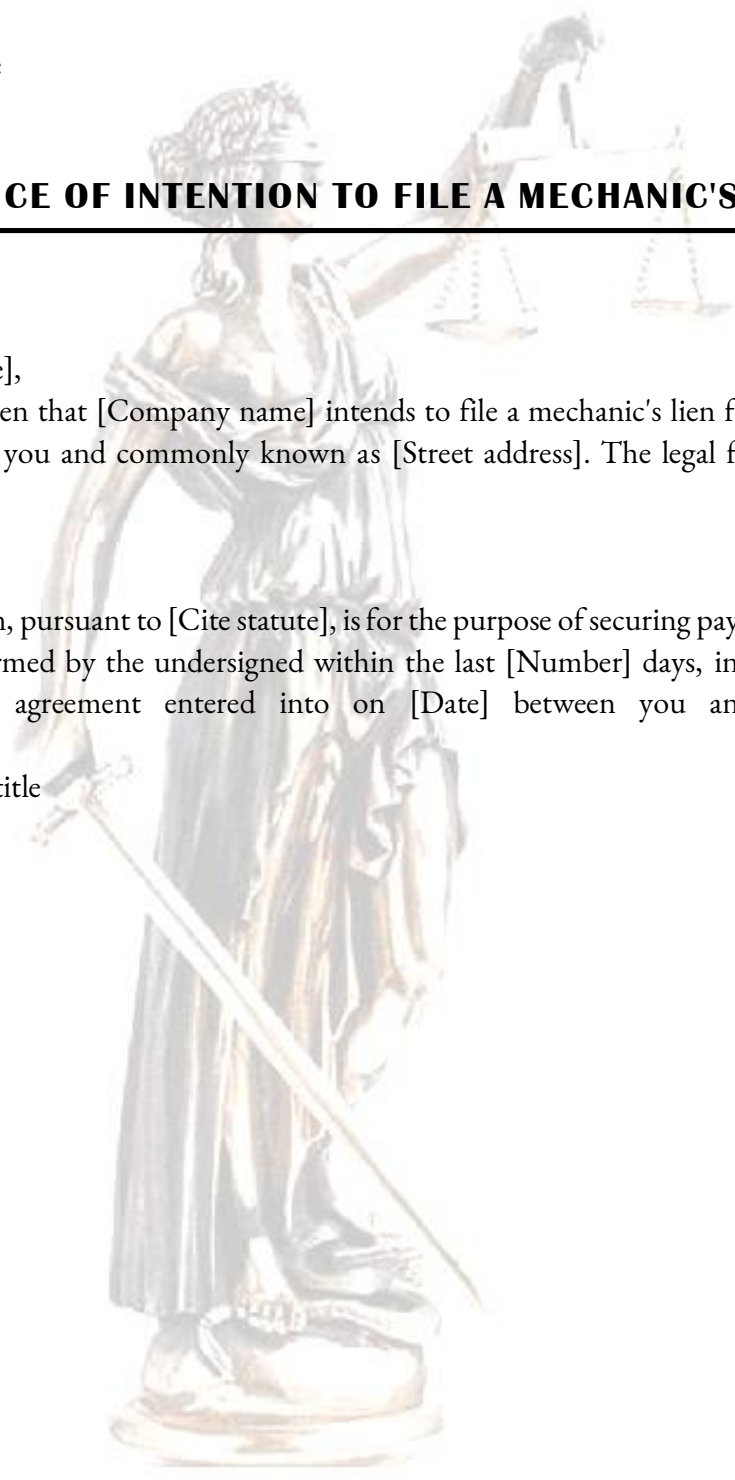 CE OF INTENTION TO FILE A MECHANIC'S
e],
en that [Company name] intends to file a mechanic's lien f
you and commonly known as [Street address]. The legal f
n, pursuant to [Cite statute], is for the purpose of securing pay
rmed by the undersigned within the last [Number] days, in
agreement entered into on [Date] between you an
title